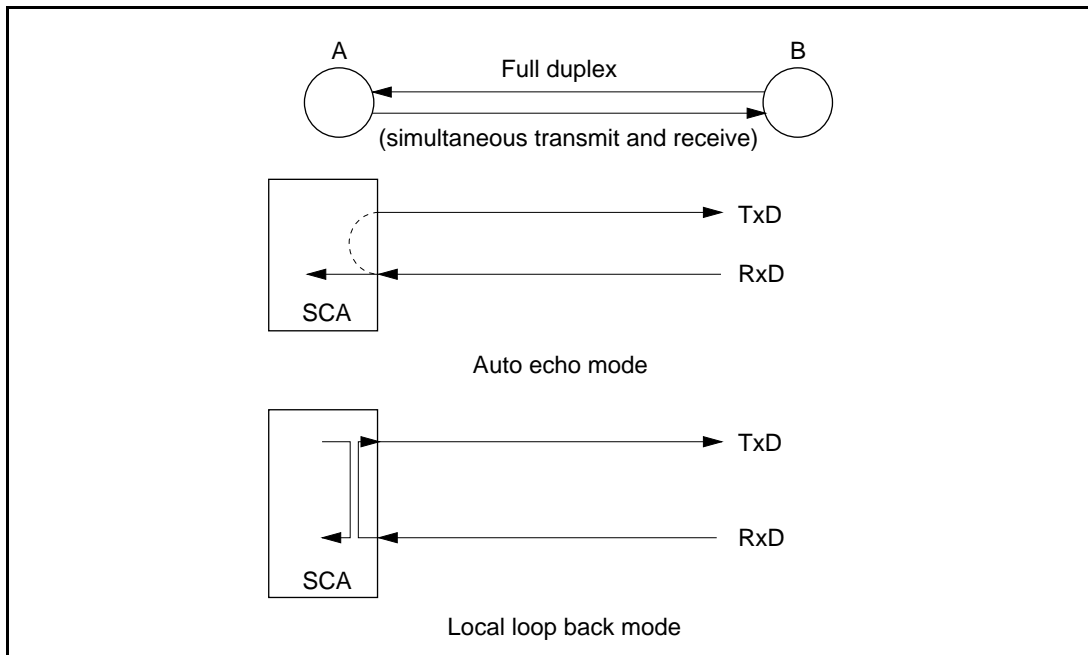 A
B
Full duplex
(simultaneous transmit and receive)
TxD
RxD
SCA
Auto echo mode
TxD
RxD
SCA
Local loop back mode